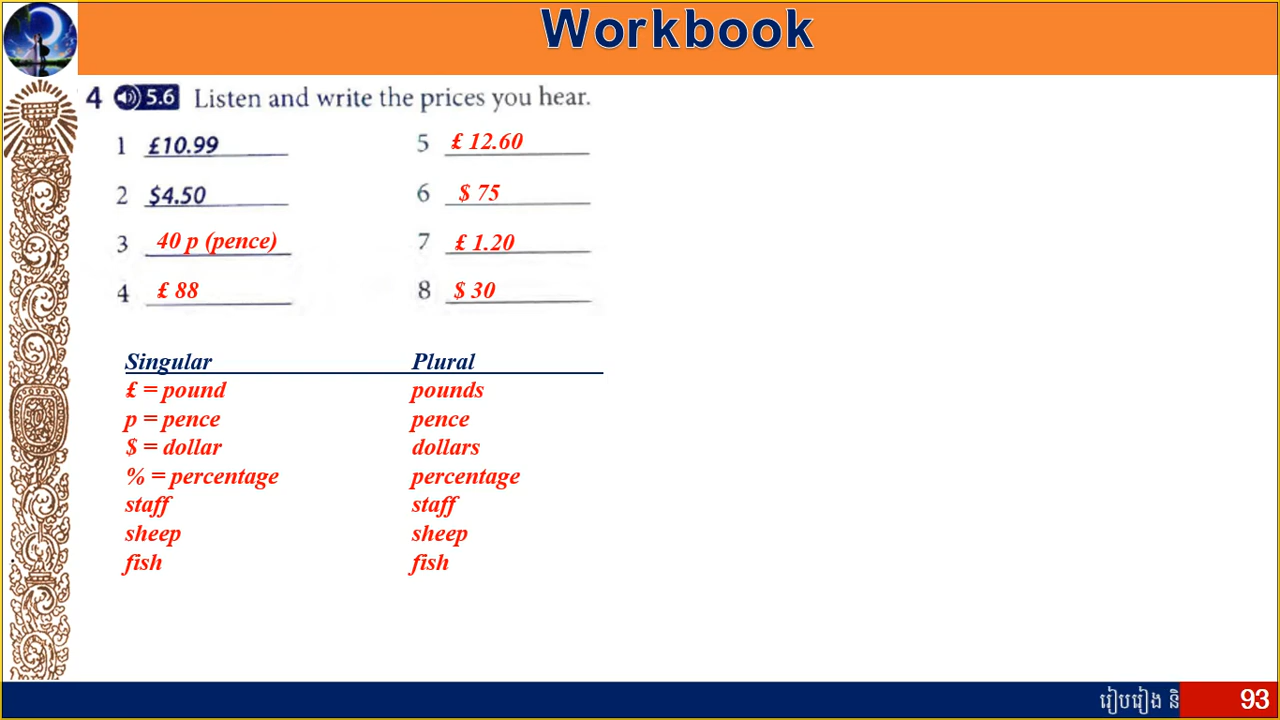 Workbook
4 5.6 Listen and write the prices you hear.
1 £10.99
2 $4.50
3 40 p (pence)
4 £ 88
5 £ 12.60
6 $ 75
7 £ 1.20
8 $ 30
Singular Plural
£ = pound pounds
p = pence pence
$ = dollar dollars
% = percentage percentage
staff staff
sheep sheep
fish fish
រៀបរៀង និ 93